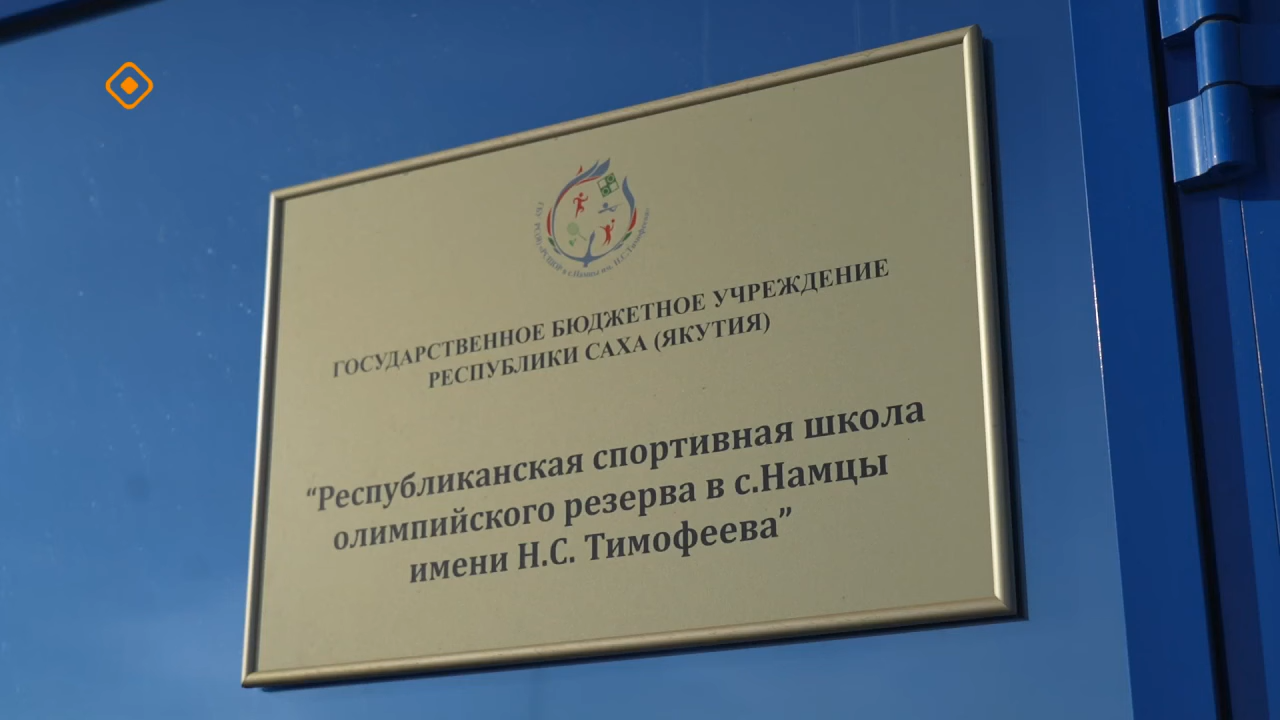 ГОСУДАРСТВЕННОЕ БЮДЖЕТНОЕ УЧРЕЖДЕНИЕ
РЕСПУБЛИКИ САХА (ЯКУТИЯ)
“Республиканская спортивная школа
олимпийского резерва в с.Намцы
имени Н.С. Тимофеева”